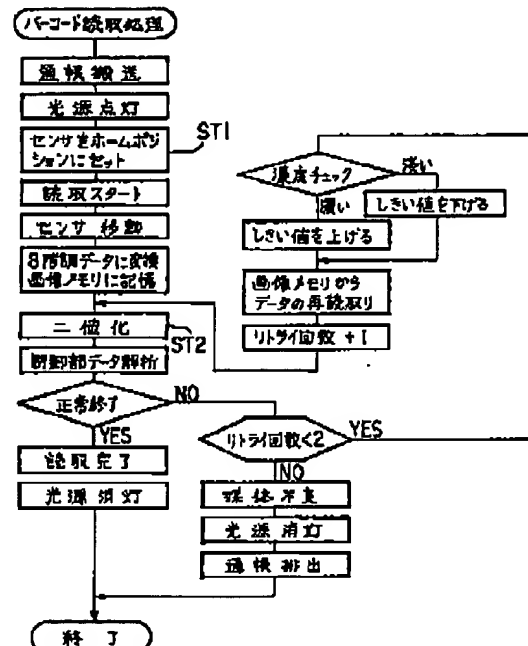 バーコード読取処理
通帳搬送
光源点灯
センサをホームポジ
ションにセット
ST1
読取スタート
センサ移動
8階調データに変換
画像メモリに記憶
二値化
ST2
制御部データ解析
正常終了
NO
YES
読取完了
光源消灯
終了
リトライ回数<2
YES
NO
媒体不良
光源消灯
通帳排出
濃度チェック
淡い
濃い
しきい値を下げる
しきい値を上げる
画像メモリから
データの再読取り
リトライ回数+1